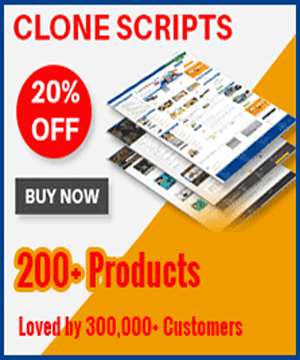 CLONE SCRIPTS
20%
OFF
BUY NOW
200+ Products
Loved by 300,000+ Customers